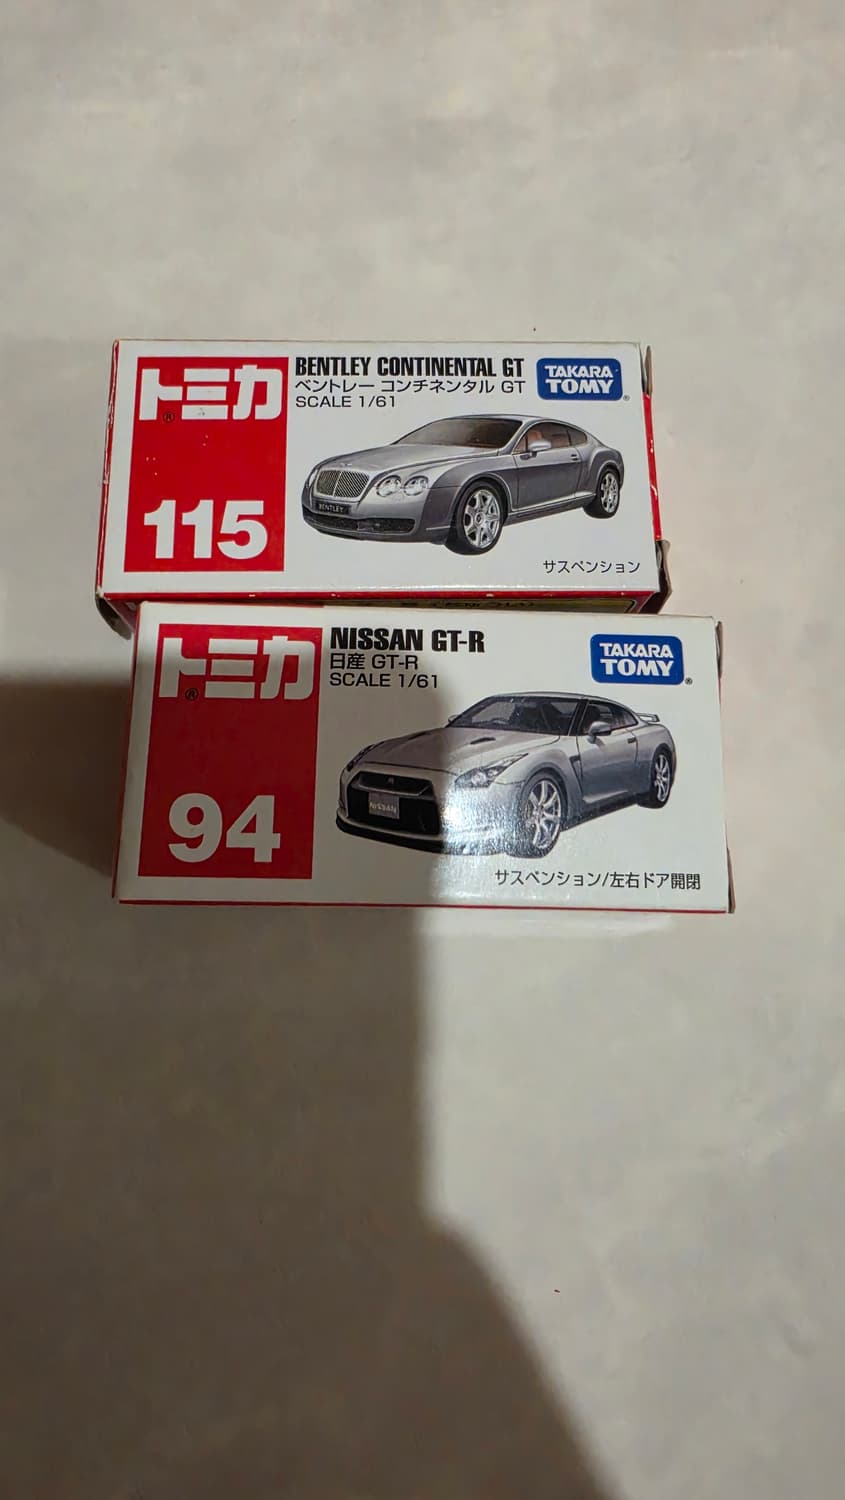 トミカ®
115
BENTLEY CONTINENTAL GT
ベントレー コンチネンタル GT
SCALE 1/61
TAKARA
TOMY®
BENTLEY
サスペンション
トミカ®
94
NISSAN GT-R
日産 GT-R
SCALE 1/61
TAKARA
TOMY®
NISSAN
サスペンション/左右ドア開閉